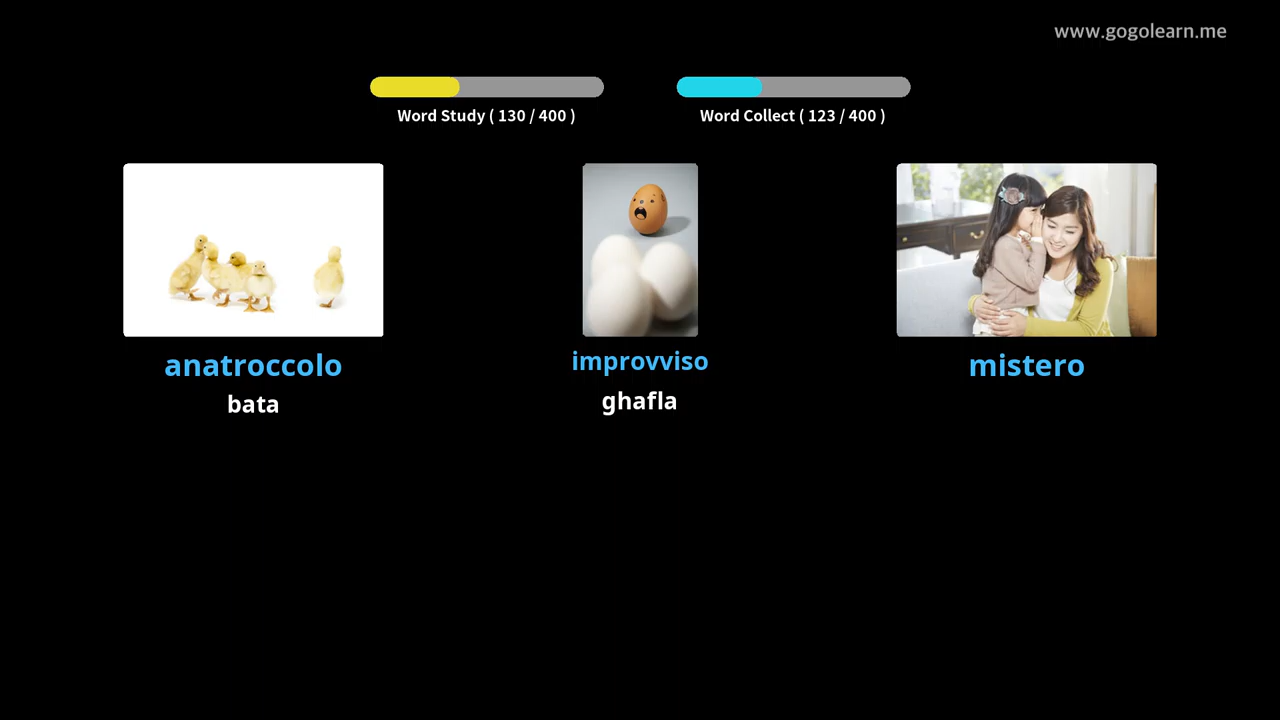 www.gogolearn.me
Word Study ( 130 / 400 )
Word Collect ( 123 / 400 )
anatroccolo
bata
improvviso
ghafla
mistero